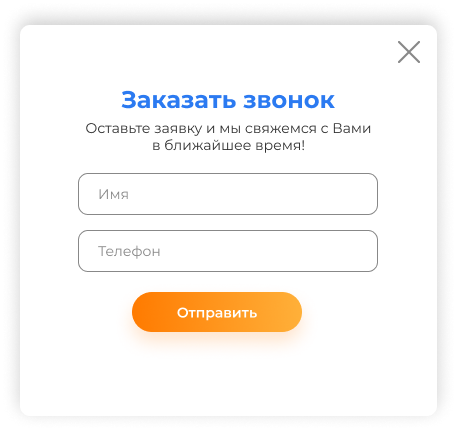 Заказать звонок
Оставьте заявку и мы свяжемся с Вами
в ближайшее время!
Имя
Телефон
Отправить